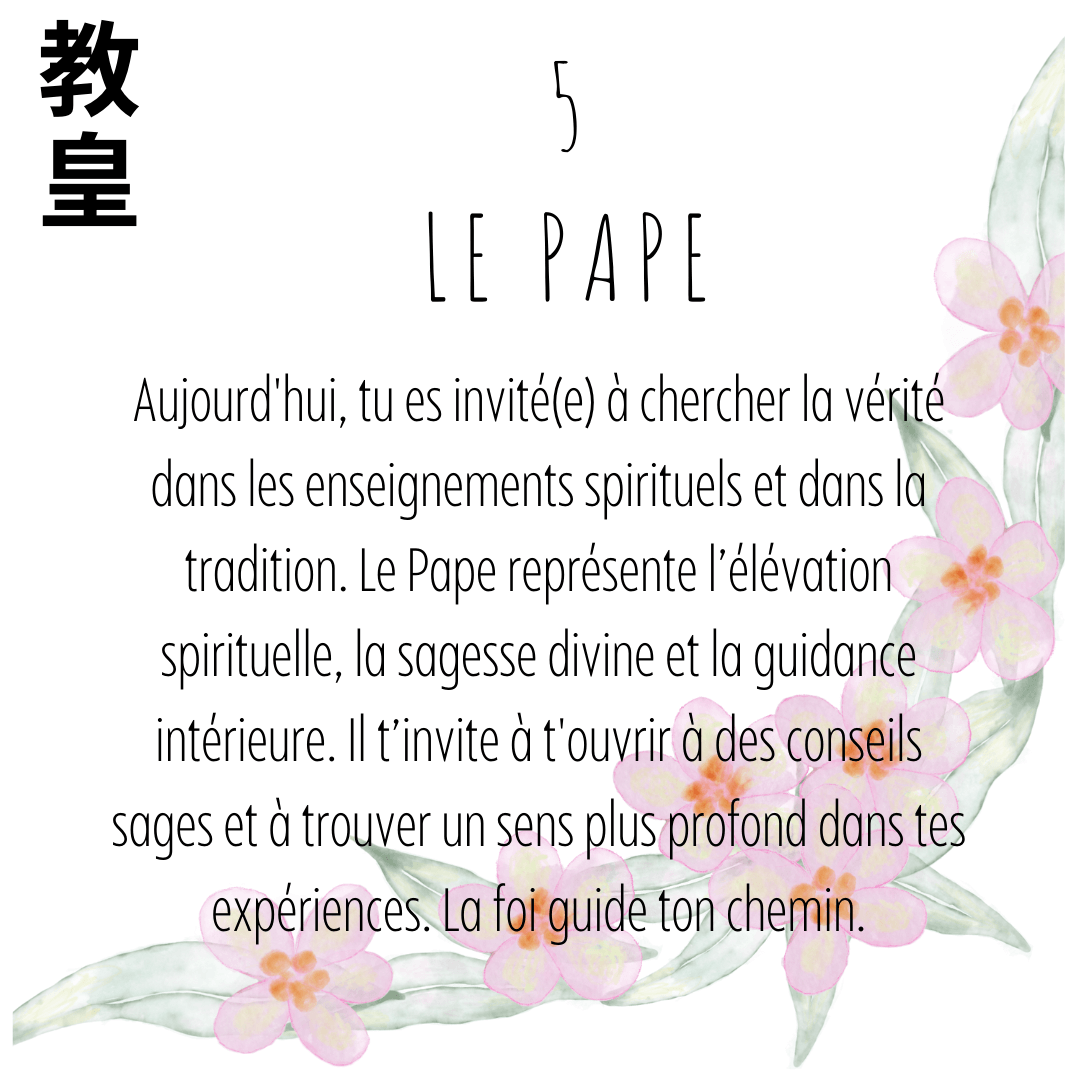 教
皇
5
LE PAPE
Aujourd'hui, tu es invité(e) à chercher la vérité
dans les enseignements spirituels et dans la
tradition. Le Pape représente l’élévation
spirituelle, la sagesse divine et la guidance
intérieure. Il t’invite à t'ouvrir à des conseils
sages et à trouver un sens plus profond dans tes
expériences. La foi guide ton chemin.